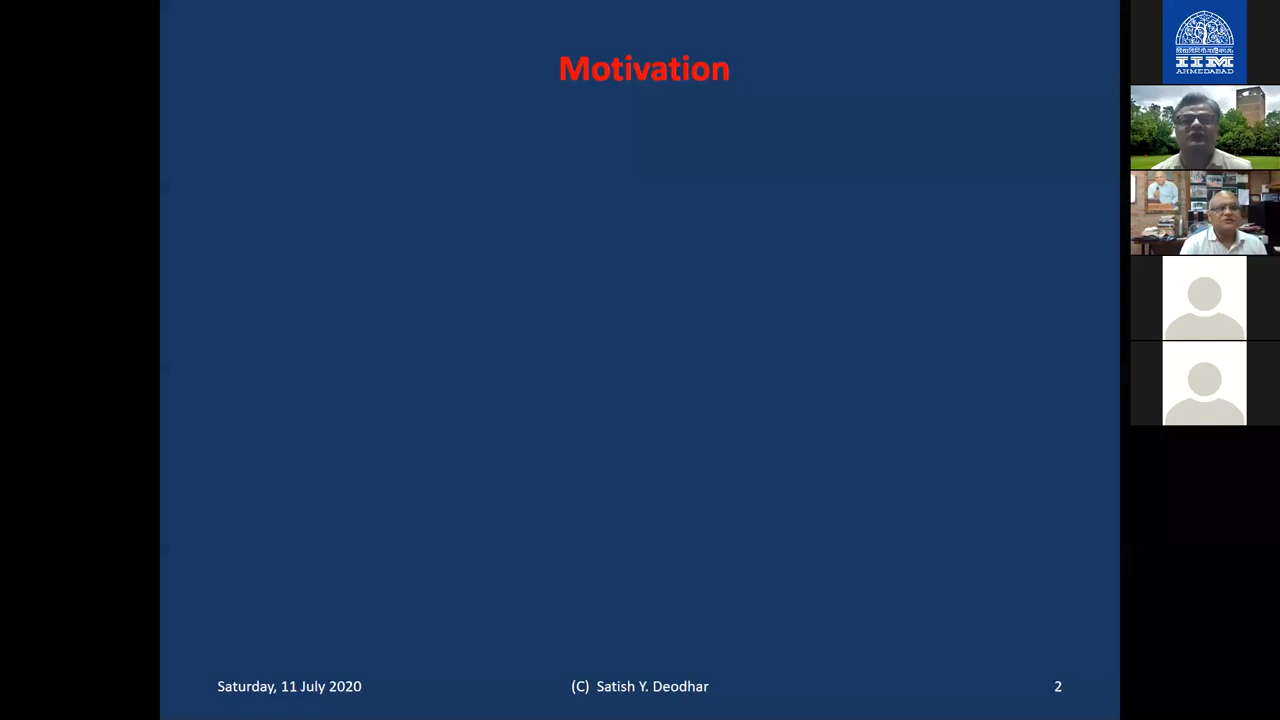 Motivation
Saturday, 11 July 2020
(C) Satish Y. Deodhar
2
IIM
AHMEDABAD